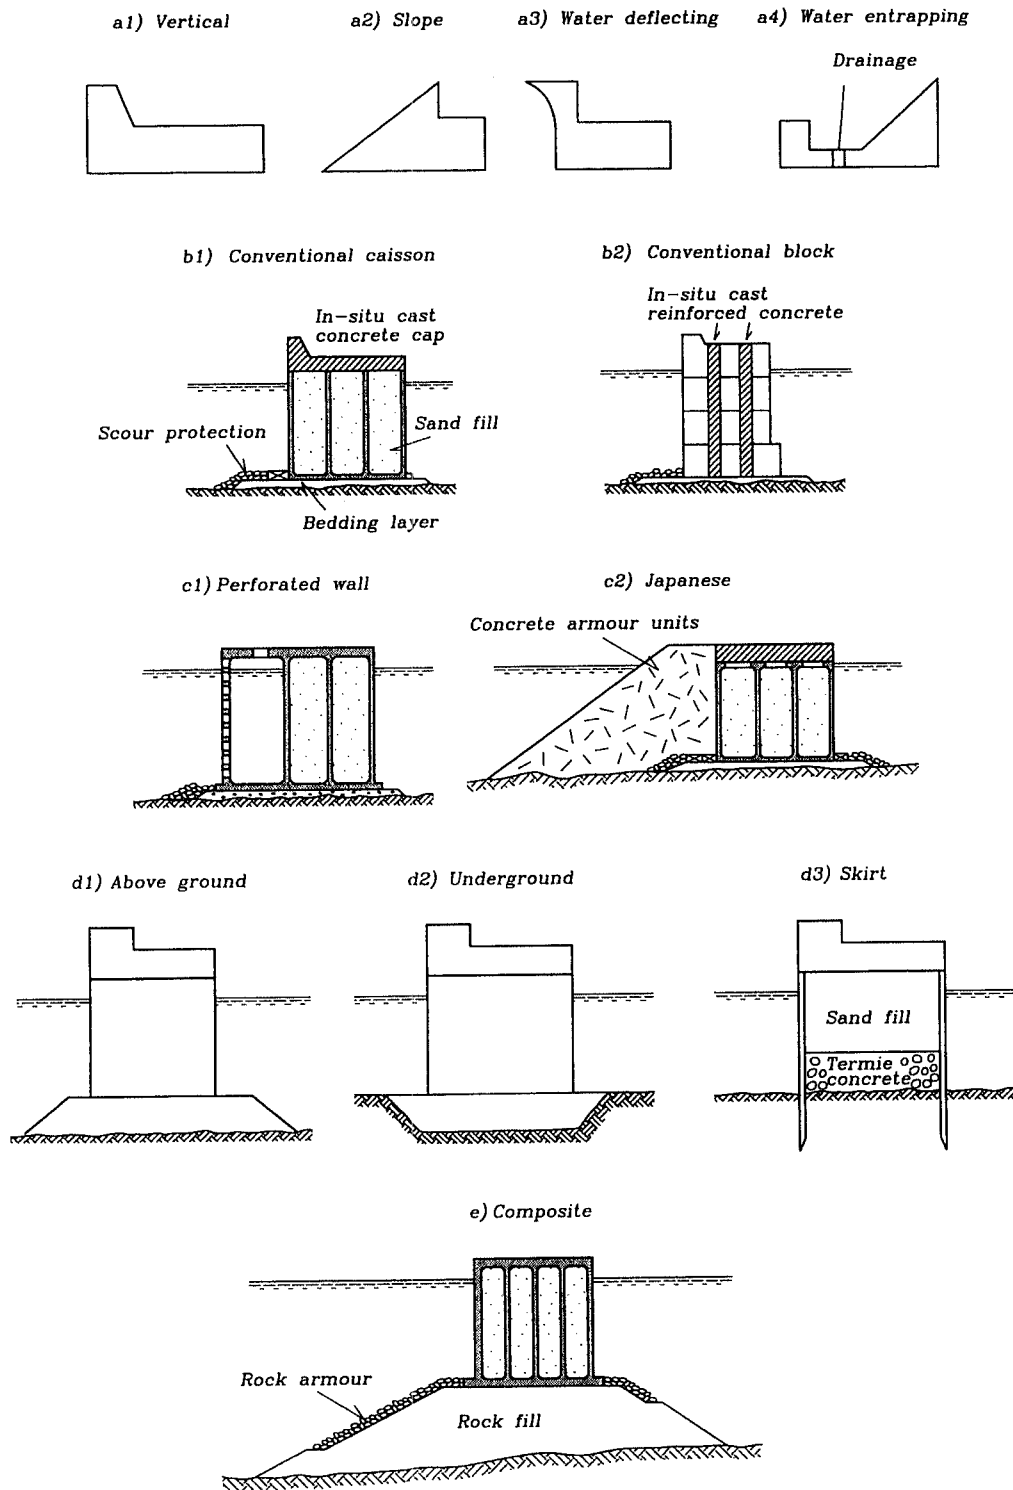 a1) Vertical
a2) Slope
a3) Water deflecting
a4) Water entrapping
Drainage
b1) Conventional caisson
b2) Conventional block
In-situ cast
concrete cap
In-situ cast
reinforced concrete
Scour protection
Sand fill
Bedding layer
c1) Perforated wall
c2) Japanese
Concrete armour units
d1) Above ground
d2) Underground
d3) Skirt
Sand fill
Termie
concrete
e) Composite
Rock armour
Rock fill